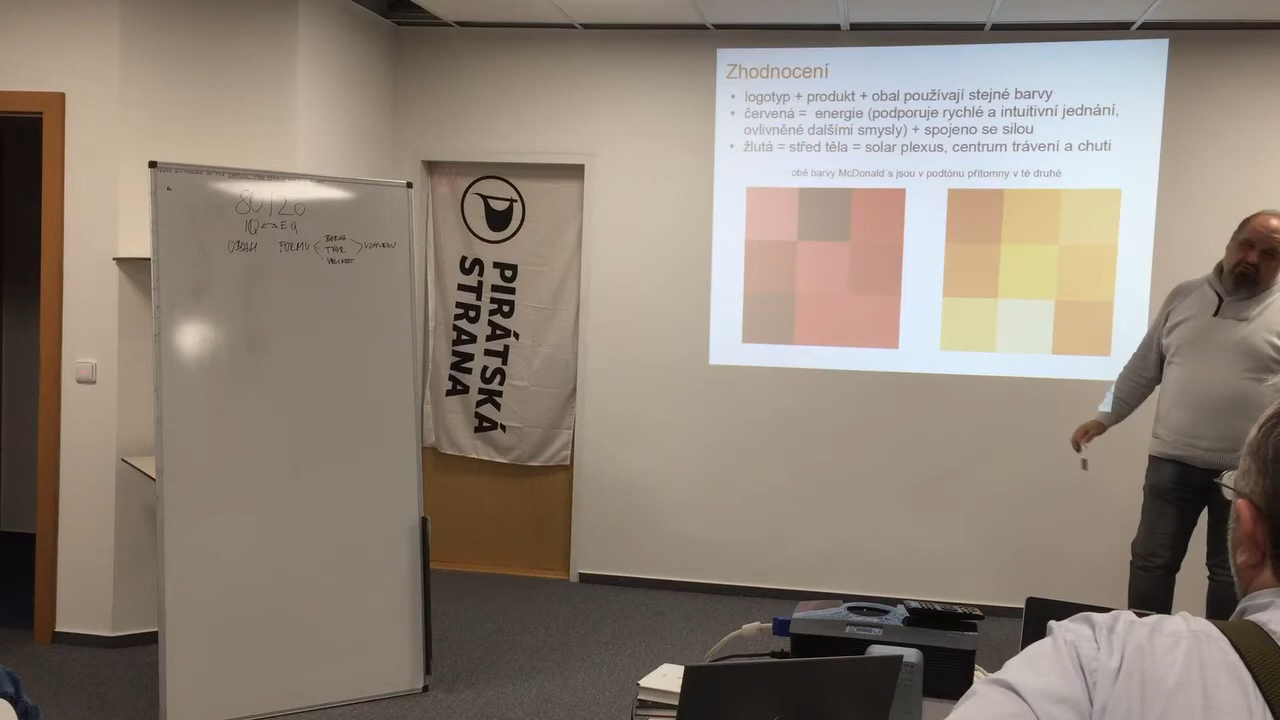 Zhodnocení
• logotyp + produkt + obal používají stejné barvy
• červená = energie (podporuje rychlé a intuitivní jednání,
ovlivněné dalšími smysly) + spojeno se silou
• žlutá = střed těla = solar plexus, centrum trávení a chuti
obě barvy McDonald´s jsou v podtónu přítomny v té druhé
80/20
IQ EQ
OBSAH FORMU
BARVA
TVAR
VELIKOST
PIRÁTSKÁ
STRANA